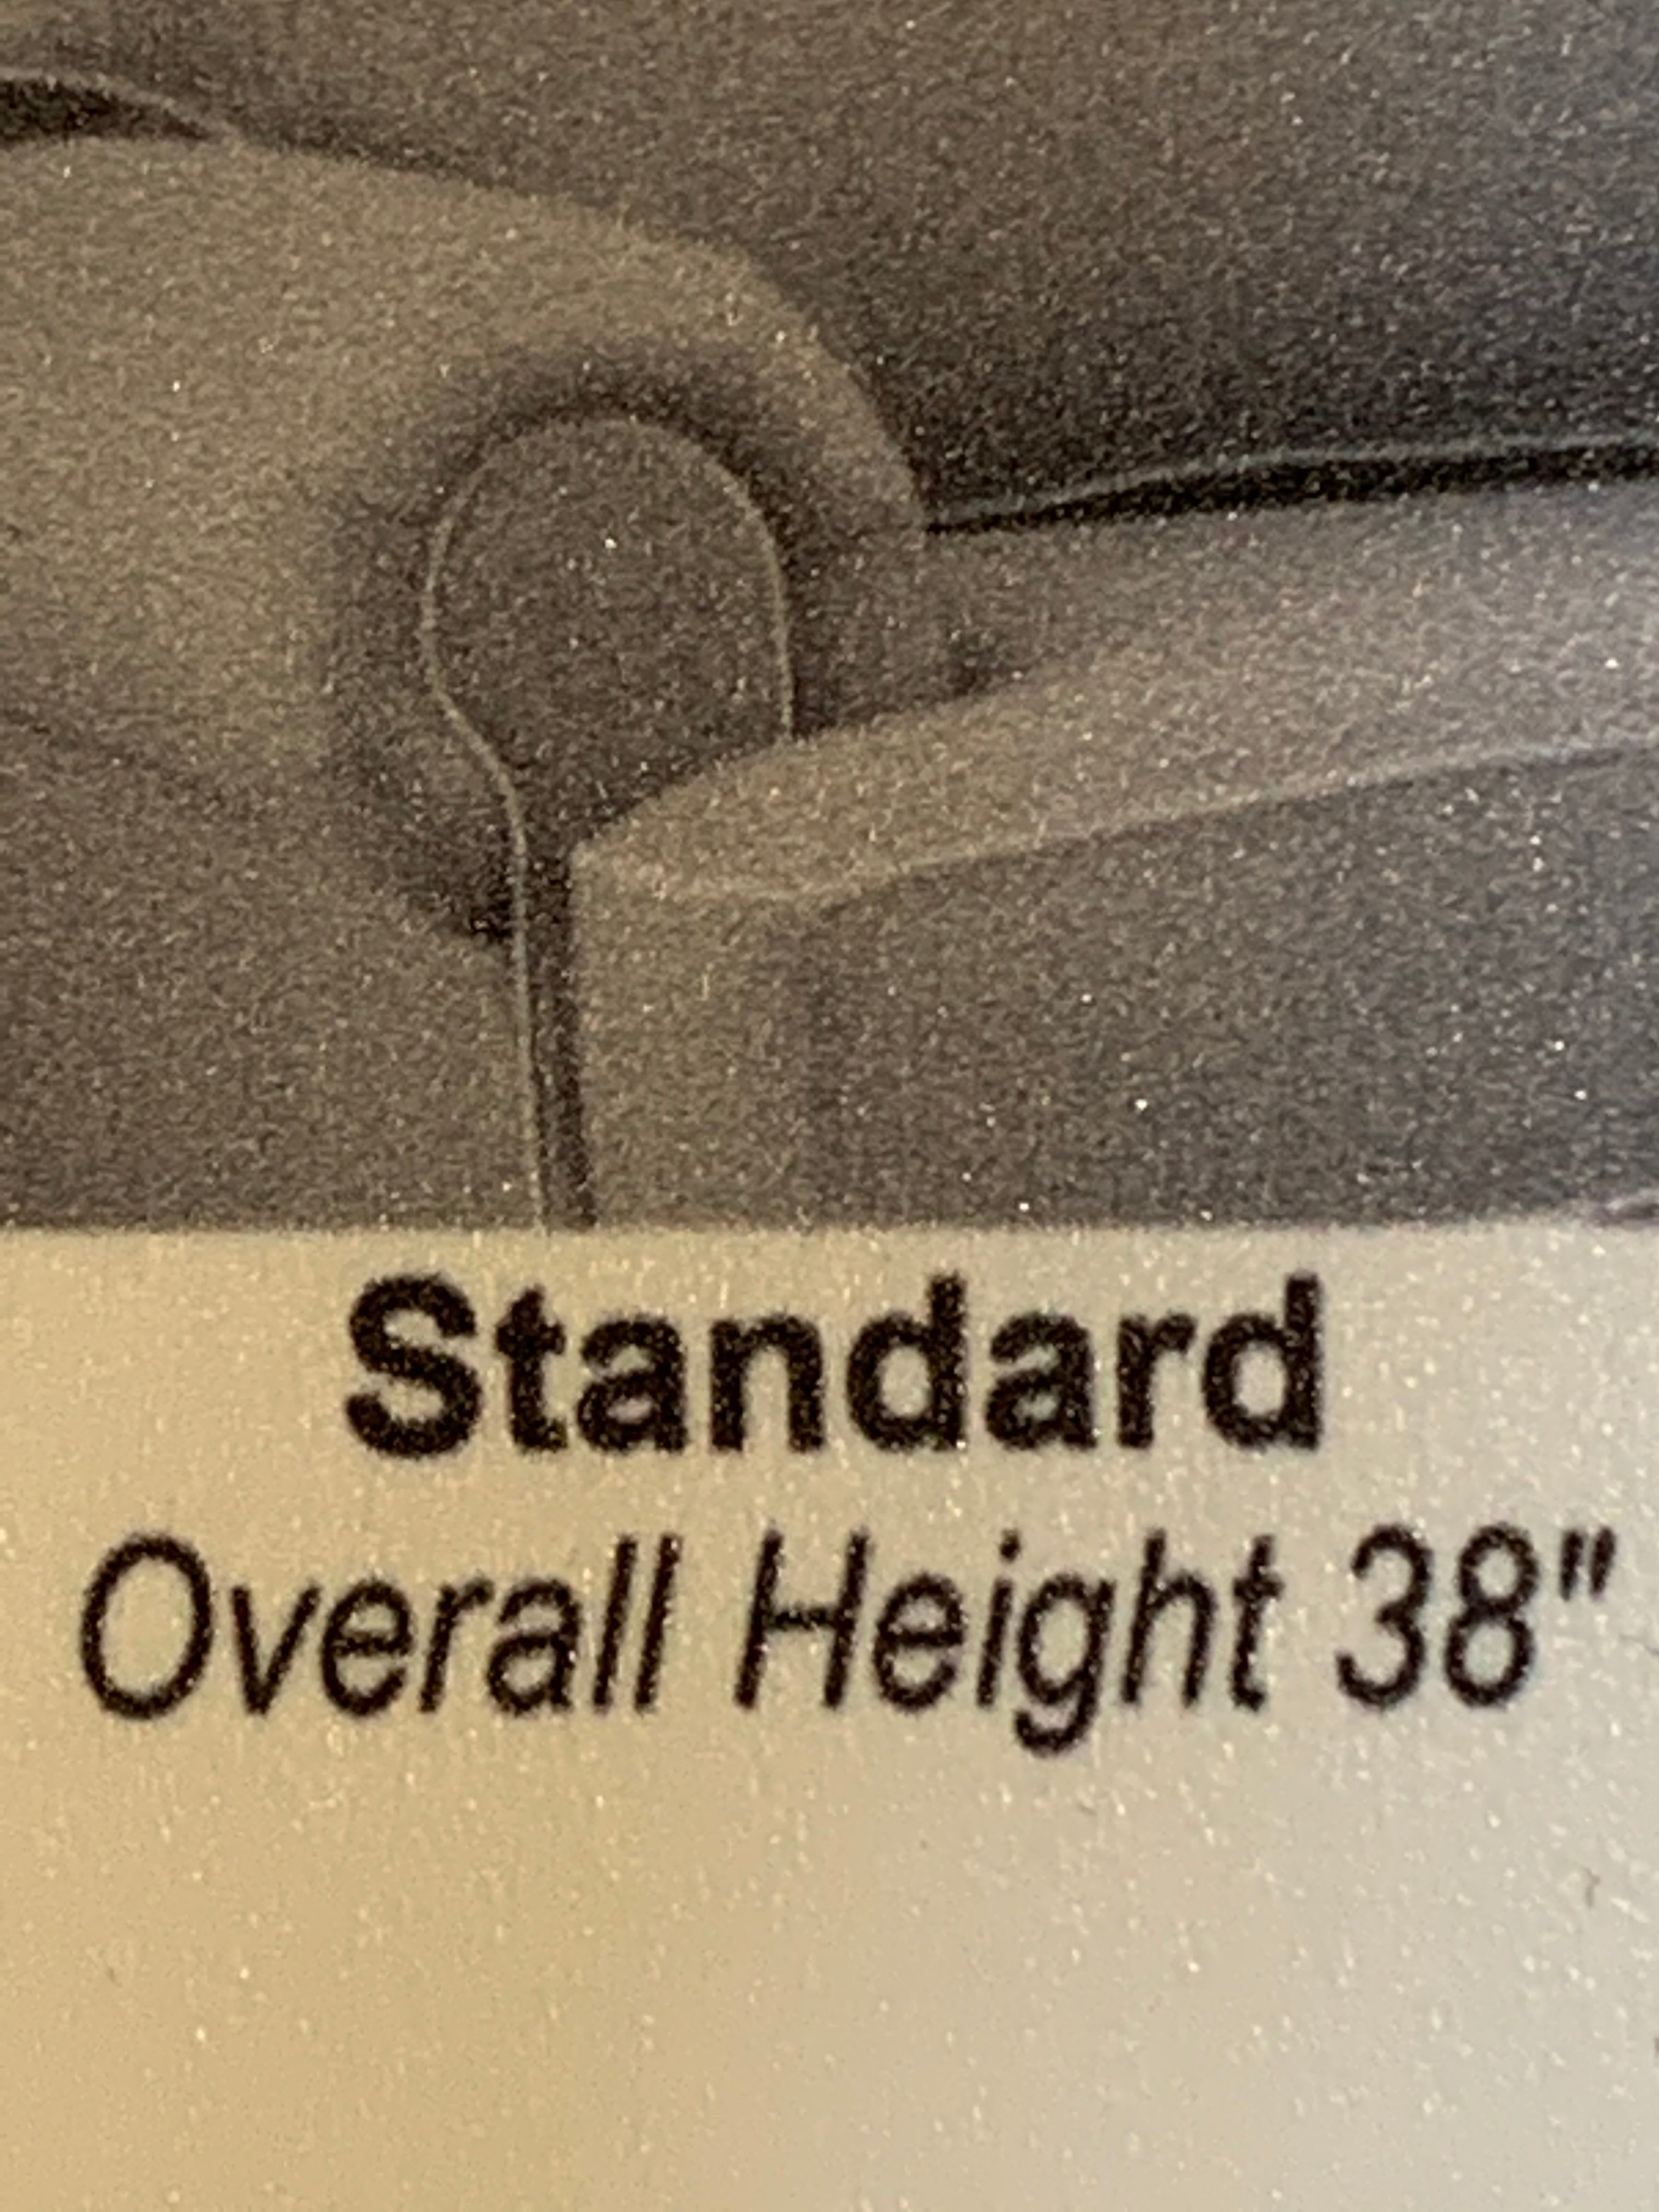 Standard
Overall Height 38"